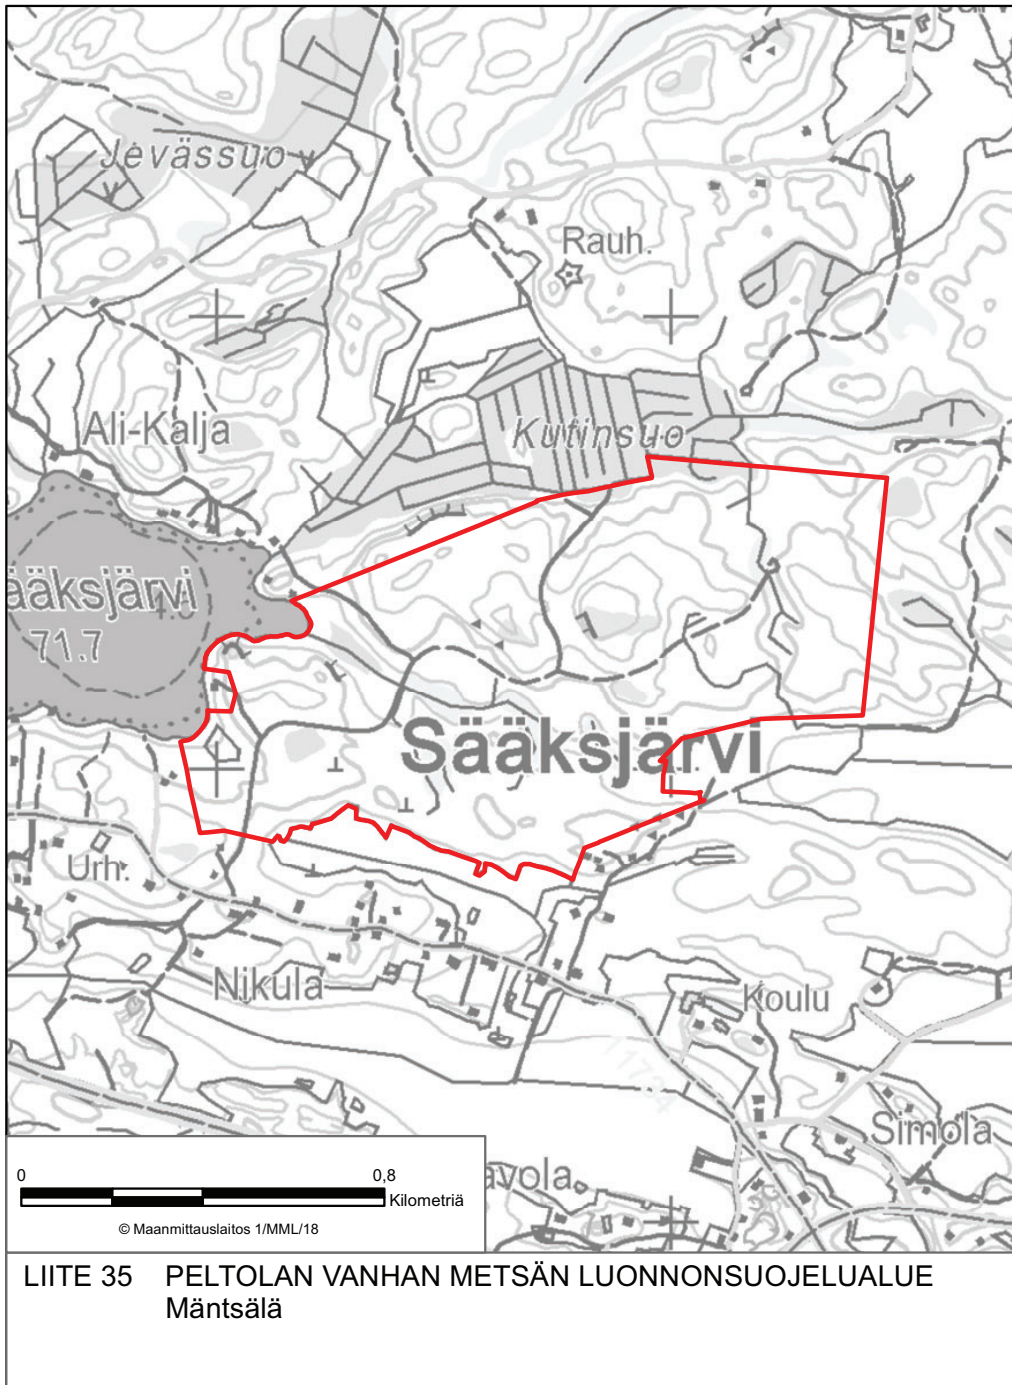 Jevässuo
Rauh.
Ali-Kalja
Kutinsuo
ääksjärvi
71.7
Sääksjärvi
Urh.
Nikula
Koulu
Simola
avola
0 0,8
Kilometriä
© Maanmittauslaitos 1/MML/18
LIITE 35 PELTOLAN VANHAN METSÄN LUONNONSUOJELUALUE
Mäntsälä